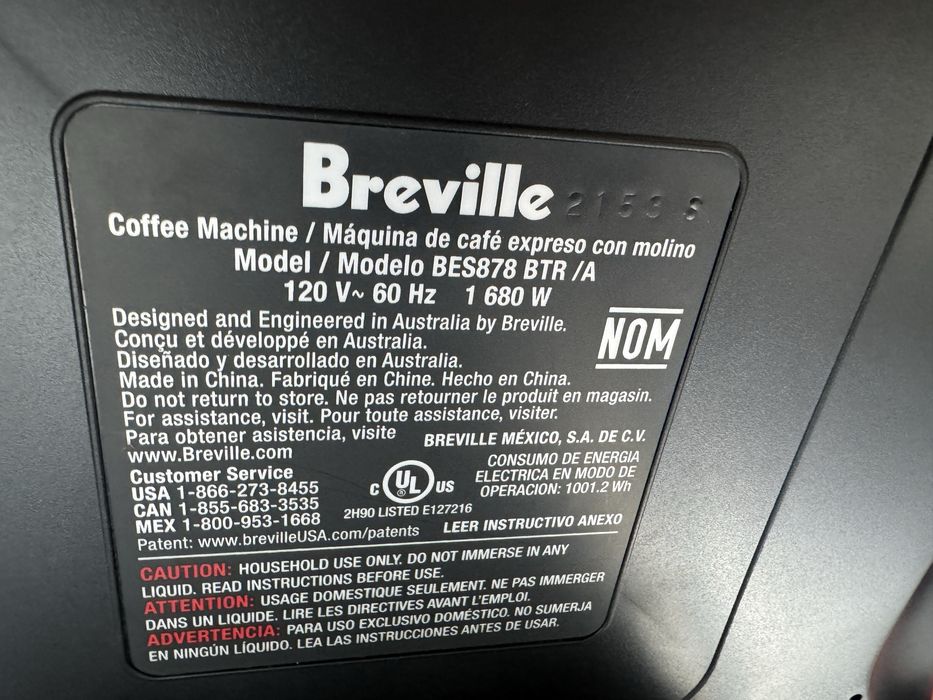 Breville 2153 S
Coffee Machine / Máquina de café expreso con molino
Model / Modelo BES878 BTR /A
120 V~ 60 Hz 1 680 W
Designed and Engineered in Australia by Breville.
Conçu et développé en Australia.
Diseñado y desarrollado en Australia.
Made in China. Fabriqué en Chine. Hecho en China.
Do not return to store. Ne pas retourner le produit en magasin.
For assistance, visit. Pour toute assistance, visiter.
Para obtener asistencia, visite
www.Breville.com
NOM
Customer Service
USA 1-866-273-8455
CAN 1-855-683-3535
MEX 1-800-953-1668
Patent: www.brevilleUSA.com/patents
C UL ® US
2H90 LISTED E127216
BREVILLE MÉXICO, S.A. DE C.V.
CONSUMO DE ENERGIA
ELECTRICA EN MODO DE
OPERACION: 1001.2 Wh
LEER INSTRUCTIVO ANEXO
CAUTION: HOUSEHOLD USE ONLY. DO NOT IMMERSE IN ANY
LIQUID. READ INSTRUCTIONS BEFORE USE.
ATTENTION: USAGE DOMESTIQUE SEULEMENT. NE PAS IMMERGER
DANS UN LIQUIDE. LIRE LES DIRECTIVES AVANT L'EMPLOI.
ADVERTENCIA: PARA USO EXCLUSIVO DOMÉSTICO. NO SUMERJA
EN NINGÚN LÍQUIDO. LEA LAS INSTRUCCIONES ANTES DE USAR.